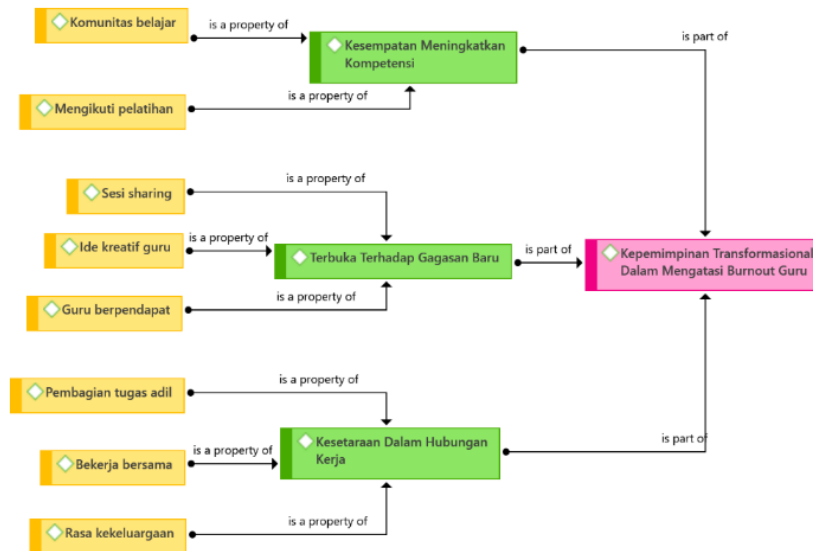 Komunitas belajar
is a property of
is part of
Kesempatan Meningkatkan
Kompetensi
is a property of
Mengikuti pelatihan
is a property of
Sesi sharing
is a property of
Ide kreatif guru
Terbuka Terhadap Gagasan Baru
is part of
Kepemimpinan Transformasional
Dalam Mengatasi Burnout Guru
is a property of
Guru berpendapat
is a property of
Pembagian tugas adil
is a property of
Kesetaraan Dalam Hubungan
Kerja
is part of
Bekerja bersama
is a property of
Rasa kekeluargaan